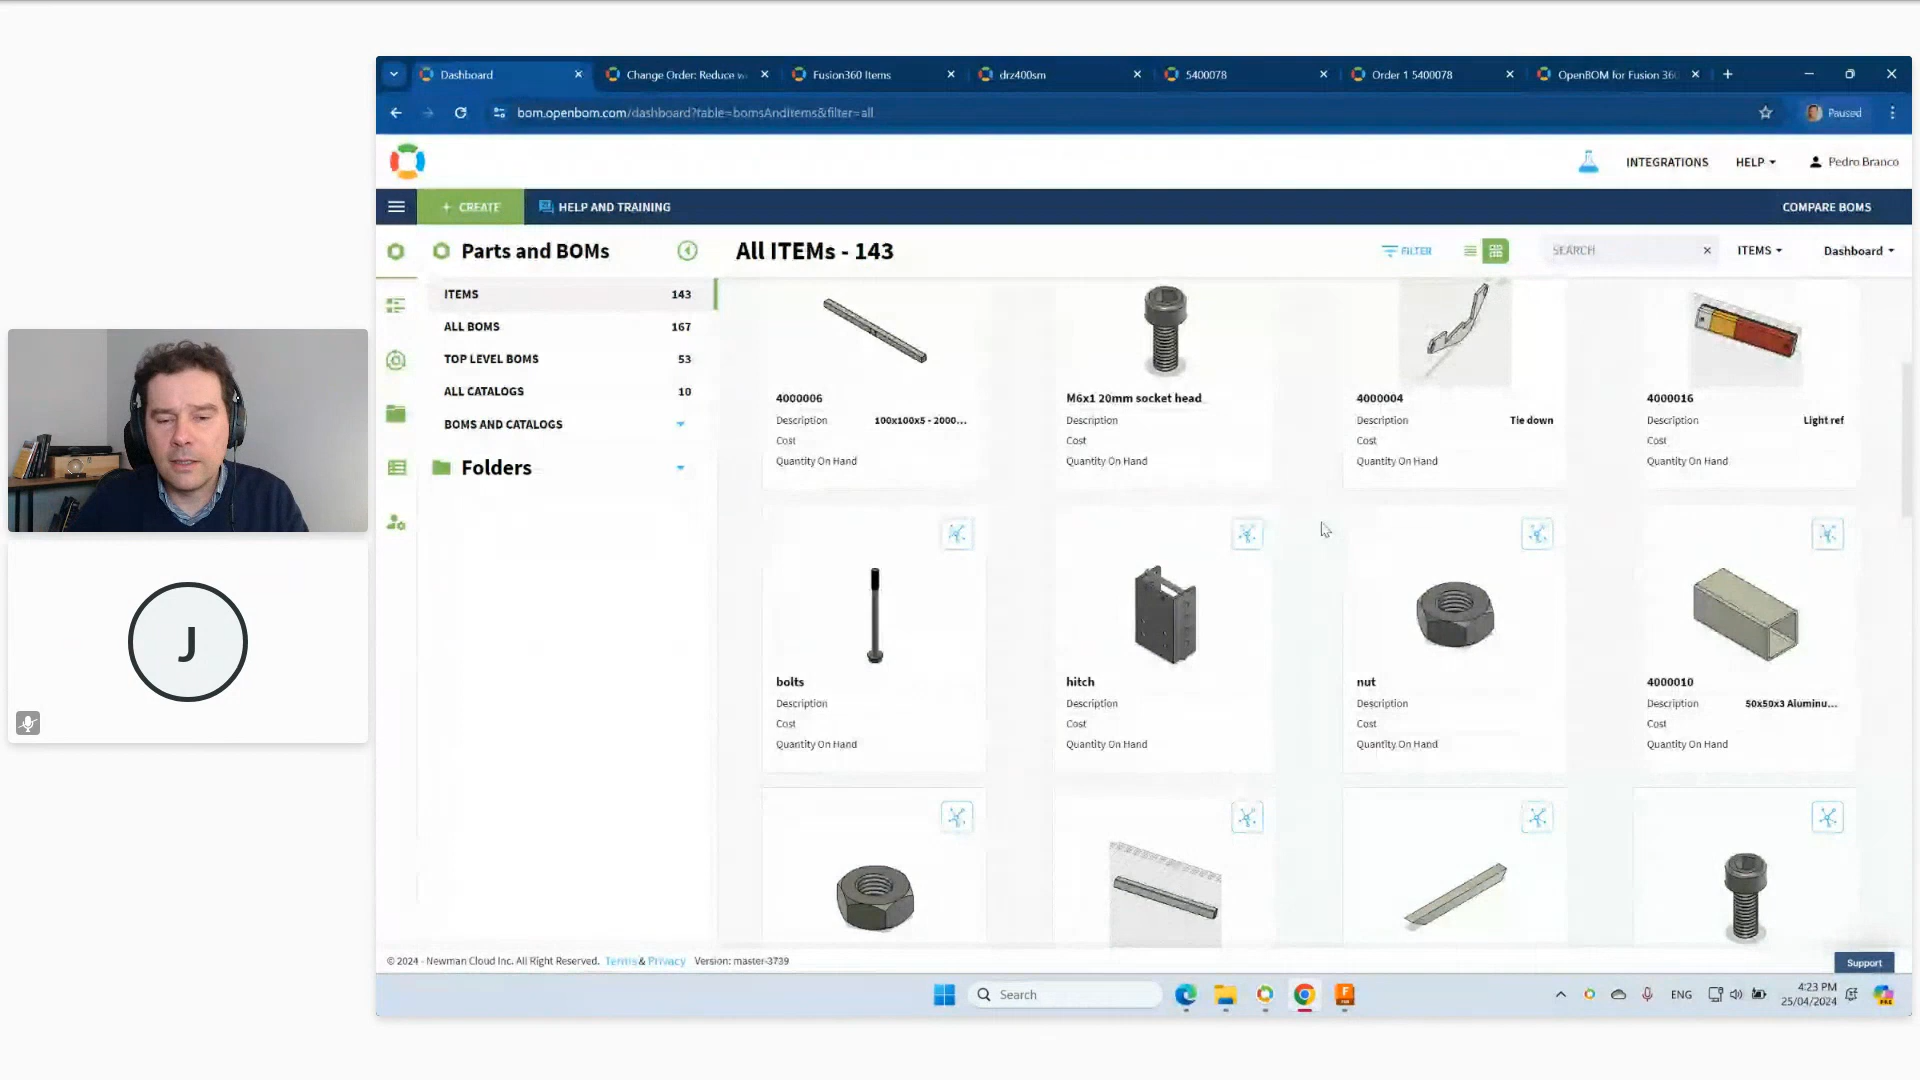 Dashboard
Change Order: Reduce w
Fusion360 Items
drz400sm
5400078
Order 1 5400078
OpenBOM for Fusion 36
bom.openbom.com/dashboard?table=bomsAndItems&filter=all
Paused
INTEGRATIONS
HELP
Pedro Branco
+ CREATE
HELP AND TRAINING
COMPARE BOMS
Parts and BOMs
All ITEMs - 143
FILTER
SEARCH
ITEMS
Dashboard
ITEMS 143
ALL BOMS 167
TOP LEVEL BOMS 53
ALL CATALOGS 10
BOMS AND CATALOGS
Folders
4000006
Description 100x100x5 - 2000...
Cost
Quantity On Hand
M6x1 20mm socket head
Description
Cost
Quantity On Hand
4000004
Description Tie down
Cost
Quantity On Hand
4000016
Description Light ref
Cost
Quantity On Hand
bolts
Description
Cost
Quantity On Hand
hitch
Description
Cost
Quantity On Hand
nut
Description
Cost
Quantity On Hand
4000010
Description 50x50x3 Aluminu...
Cost
Quantity On Hand
J
© 2024 - Newman Cloud Inc. All Right Reserved. Terms & Privacy Version: master-3739
Support
Search
ENG
4:23 PM
25/04/2024